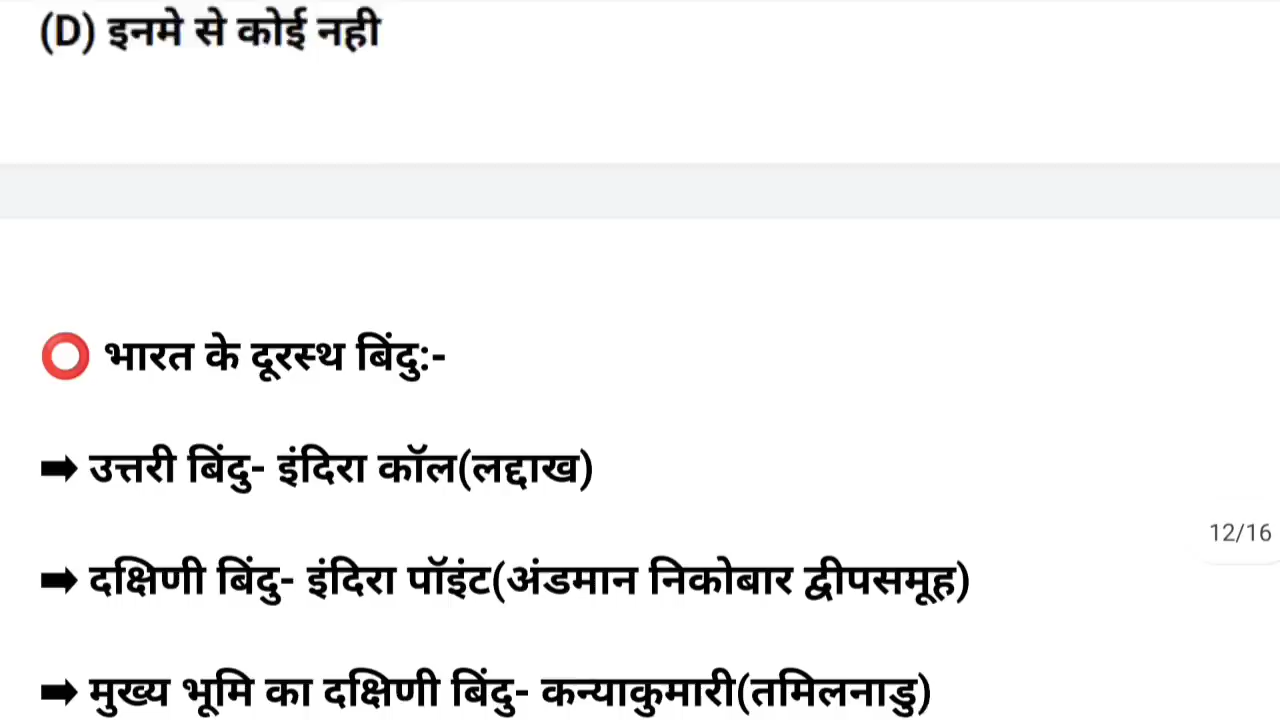 (D) इनमे से कोई नही
⭕ भारत के दूरस्थ बिंदु:-
➡ उत्तरी बिंदु- इंदिरा कॉल(लद्दाख)
12/16
➡ दक्षिणी बिंदु- इंदिरा पॉइंट(अंडमान निकोबार द्वीपसमूह)
➡ मुख्य भूमि का दक्षिणी बिंदु- कन्याकुमारी(तमिलनाडु)